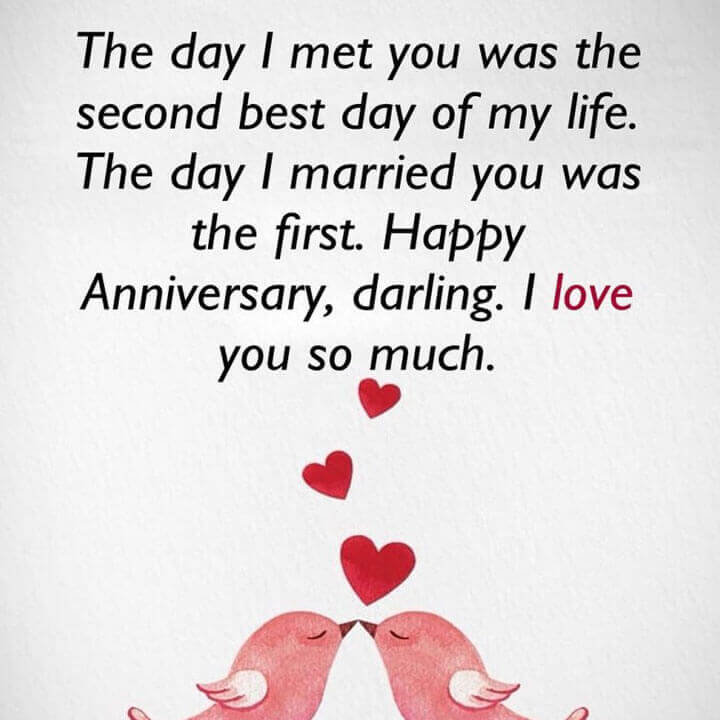 The day I met you was the
second best day of my life.
The day I married you was
the first. Happy
Anniversary, darling. I love
you so much.